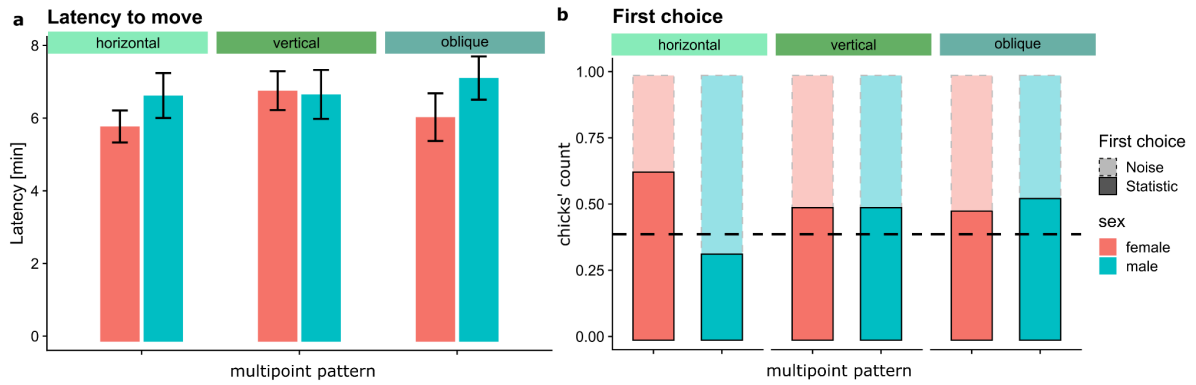 a Latency to move
horizontal vertical oblique
8
6
4
2
0
Latency [min]
multipoint pattern
b First choice
horizontal vertical oblique
1.00
0.75
0.50
0.25
0.00
chicks' count
multipoint pattern
First choice
Noise
Statistic
sex
female
male